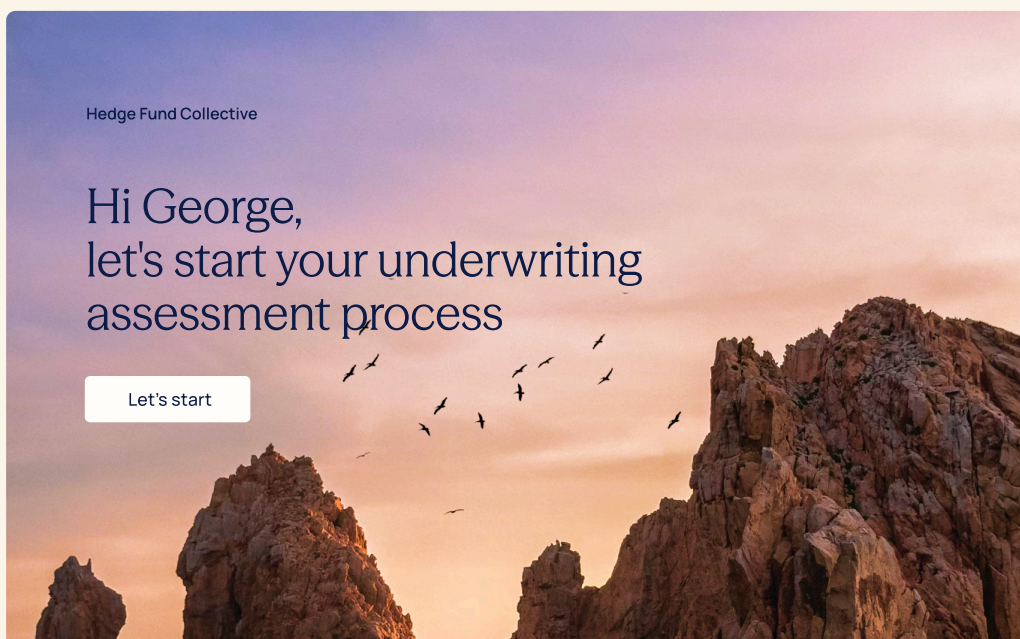 Hedge Fund Collective
Hi George,
let's start your underwriting
assessment process
Let's start